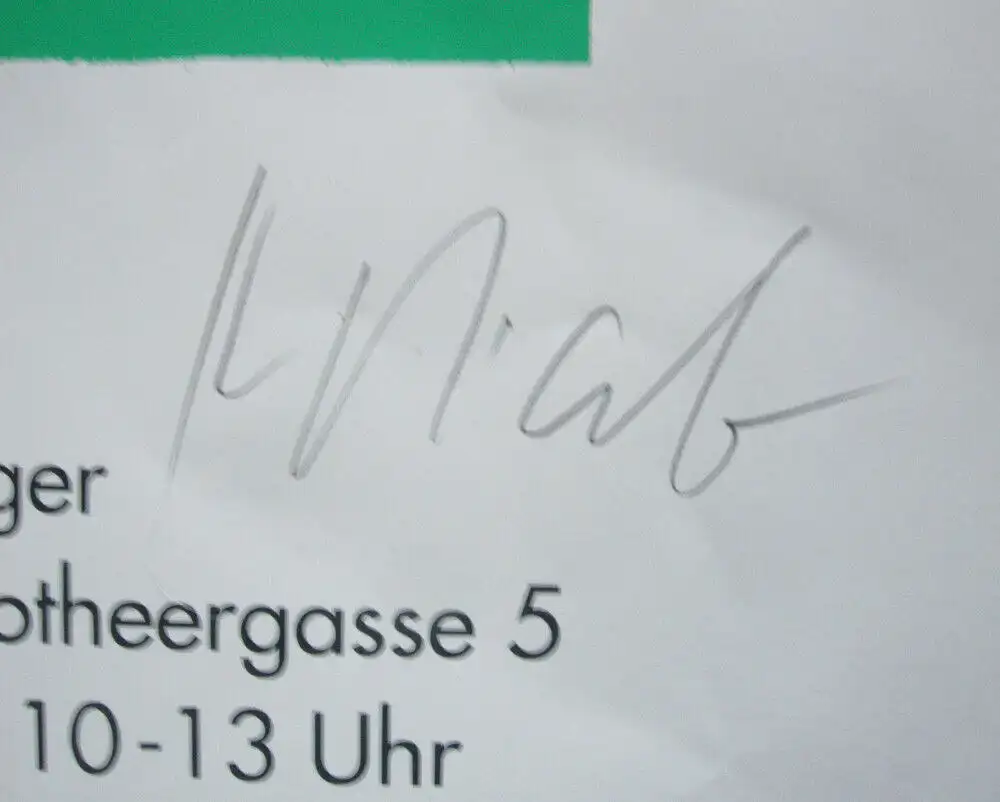 ger
otheergasse 5
10-13 Uhr